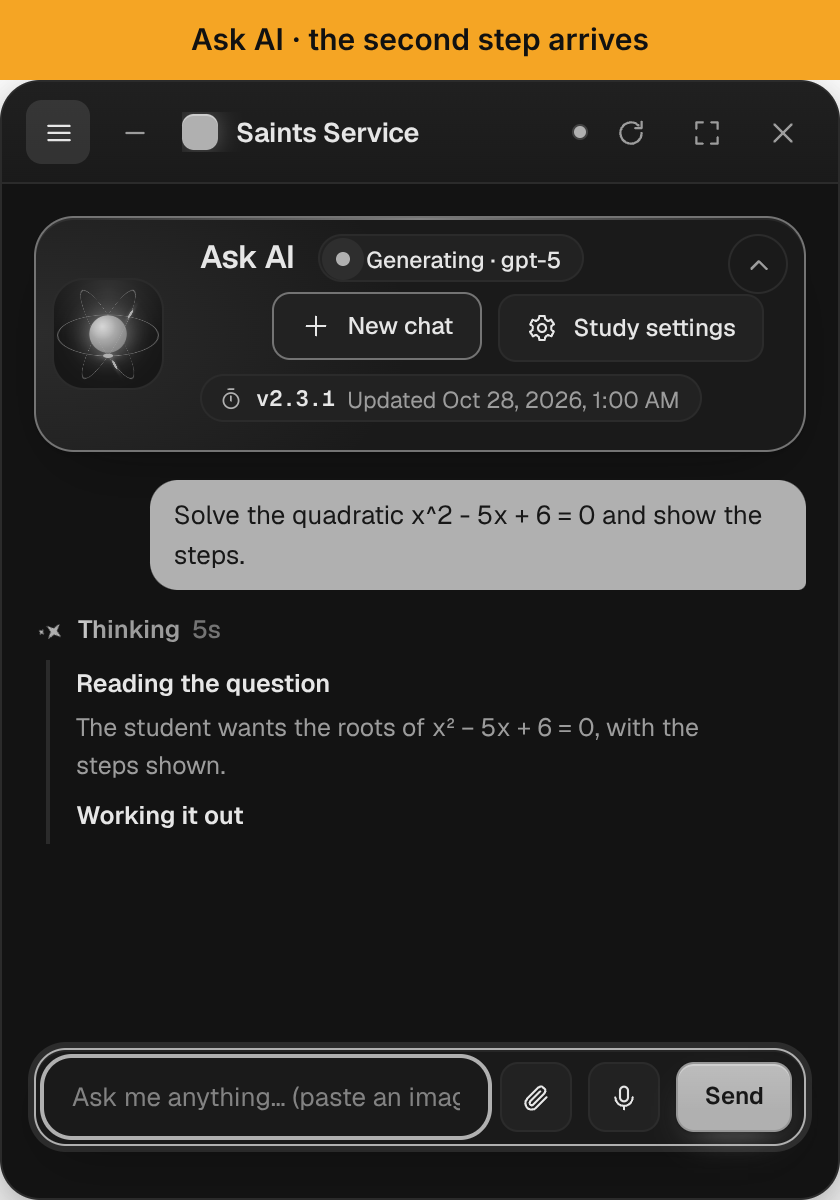 Ask AI · the second step arrives
Saints Service
Ask AI
Generating · gpt-5
New chat
Study settings
v2.3.1 Updated Oct 28, 2026, 1:00 AM
Solve the quadratic x^2 - 5x + 6 = 0 and show the
steps.
Thinking 5s
Reading the question
The student wants the roots of x² − 5x + 6 = 0, with the
steps shown.
Working it out
Ask me anything... (paste an imag
Send